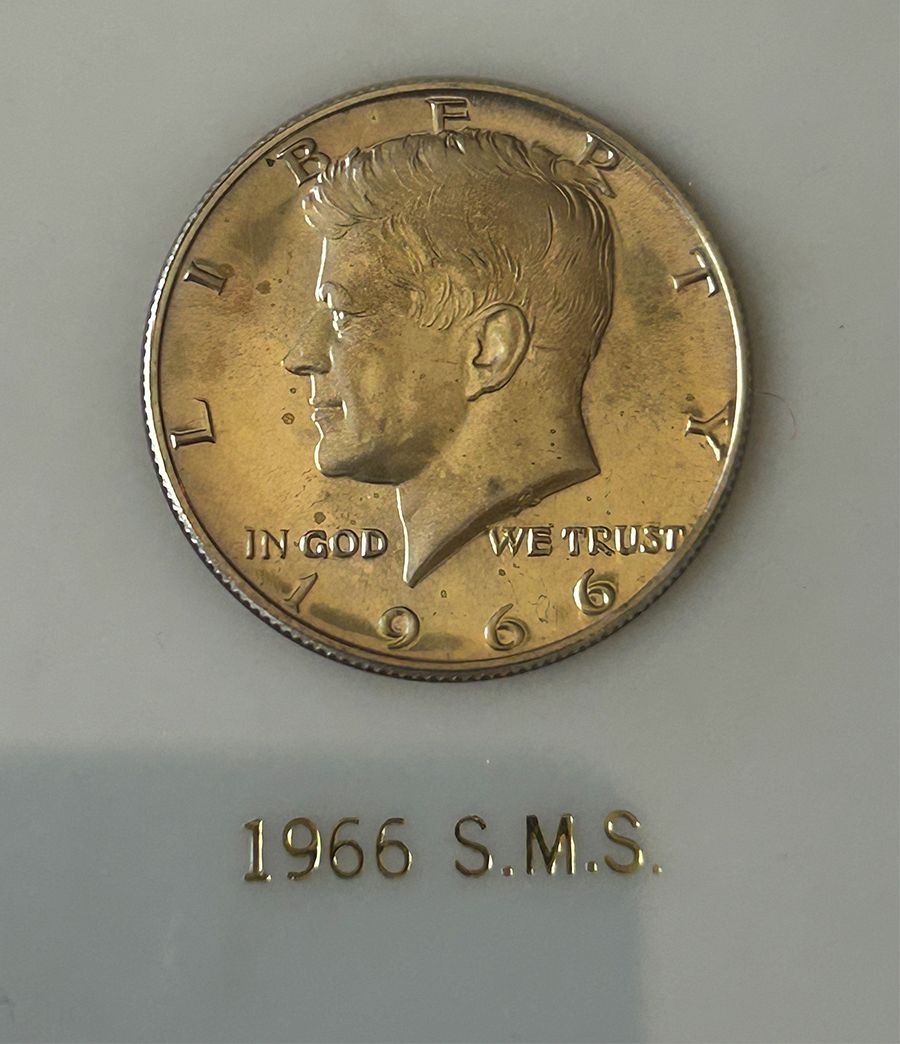 LIBERTY
IN GOD WE TRUST
1966
1966 S.M.S.